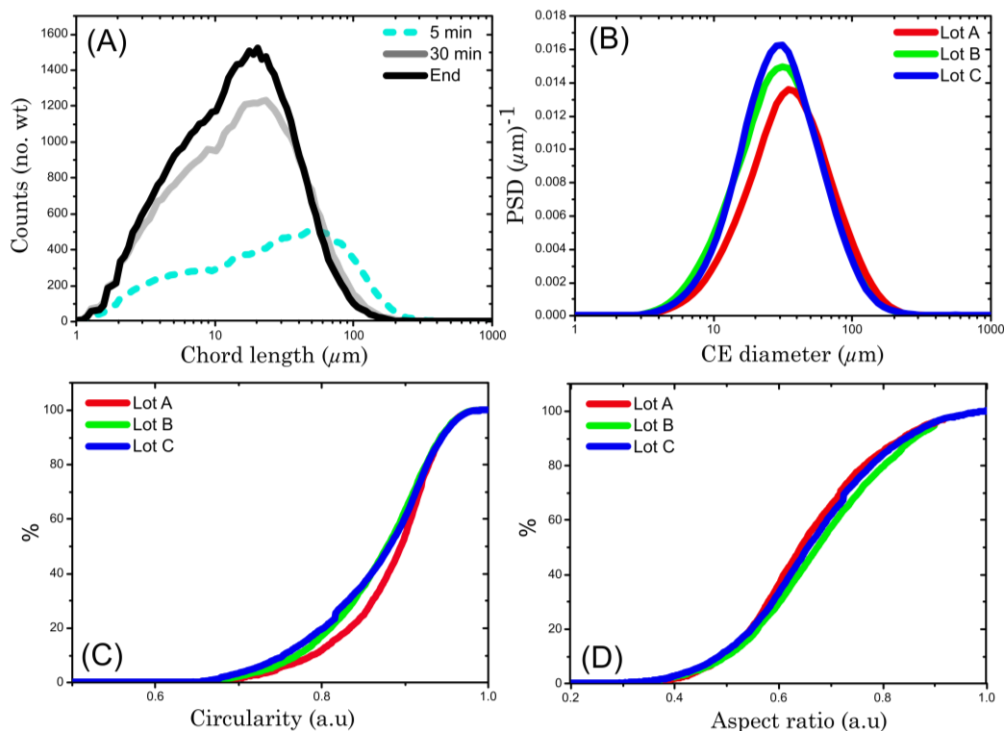 (A)
5 min
30 min
End
Counts (no. wt)
1600
1400
1200
1000
800
600
400
200
0
1
10
100
1000
Chord length (µm)
(B)
Lot A
Lot B
Lot C
PSD (µm)⁻¹
0.018
0.016
0.014
0.012
0.010
0.008
0.006
0.004
0.002
0.000
1
10
100
1000
CE diameter (µm)
(C)
Lot A
Lot B
Lot C
%
100
80
60
40
20
0
0.6
0.8
1.0
Circularity (a.u)
(D)
Lot A
Lot B
Lot C
%
100
80
60
40
20
0
0.2
0.4
0.6
0.8
1.0
Aspect ratio (a.u)